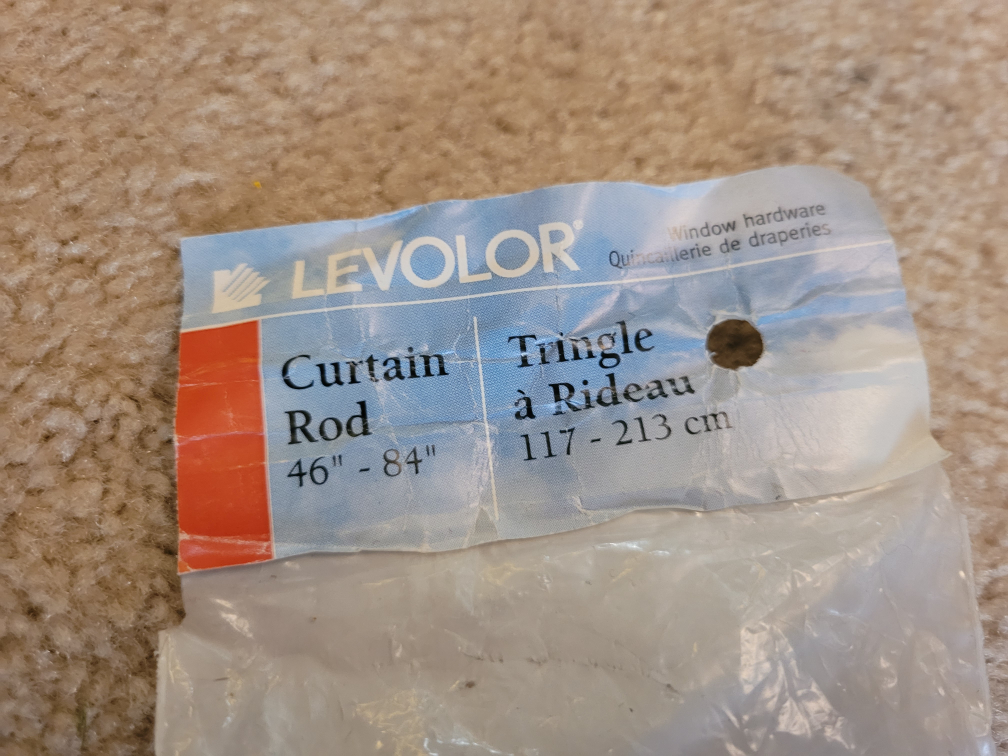 LEVOLOR®
Window hardware
Quincaillerie de draperies
Curtain
Rod
46" - 84"
Tringle
à Rideau
117 - 213 cm